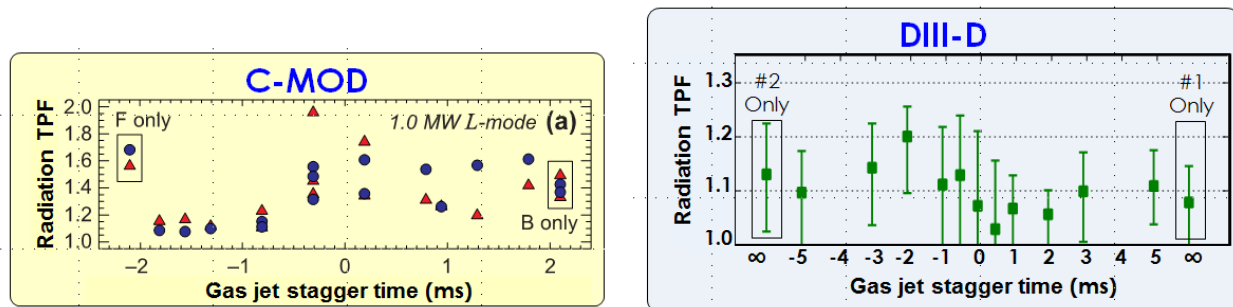 C-MOD
Radiation TPF
2.0
1.8
1.6
1.4
1.2
1.0
F only
1.0 MW L-mode (a)
B only
−2 −1 0 1 2
Gas jet stagger time (ms)
DIII-D
Radiation TPF
1.3
1.2
1.1
1.0
#2
Only
#1
Only
∞ -5 -4 -3 -2 -1 0 1 2 3 4 5 ∞
Gas jet stagger time (ms)